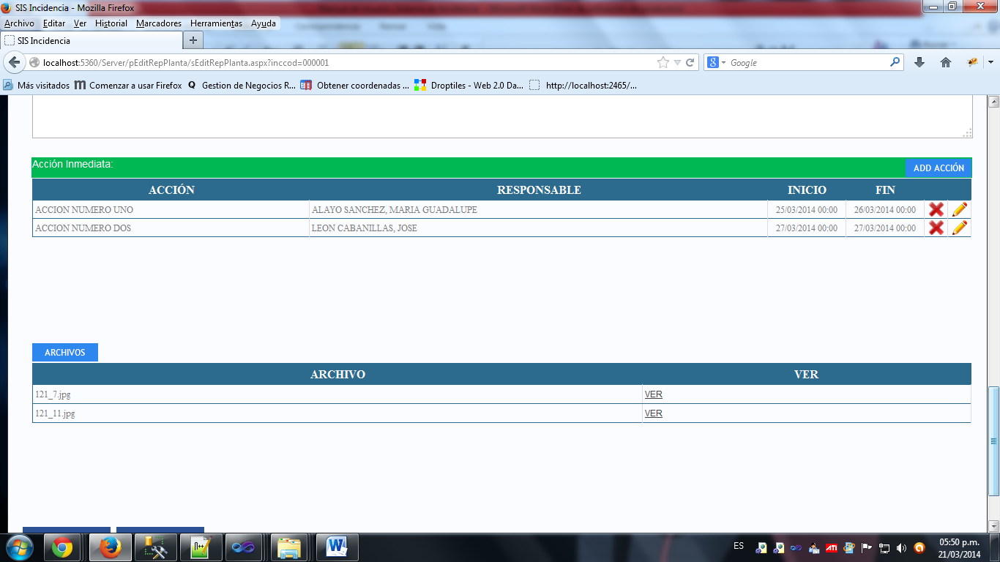 SIS Incidencia - Mozilla Firefox
Archivo Editar Ver Historial Marcadores Herramientas Ayuda
SIS Incidencia
localhost:5360/Server/pEditRepPlanta/sEditRepPlanta.aspx?inccod=000001
Google
Más visitados Comenzar a usar Firefox Gestion de Negocios R... Obtener coordenadas ... Droptiles - Web 2.0 Da... http://localhost:2465/...
Acción Inmediata: ADD ACCIÓN
ACCIÓN RESPONSABLE INICIO FIN
ACCION NUMERO UNO ALAYO SANCHEZ, MARIA GUADALUPE 25/03/2014 00:00 26/03/2014 00:00
ACCION NUMERO DOS LEON CABANILLAS, JOSE 27/03/2014 00:00 27/03/2014 00:00
ARCHIVOS
ARCHIVO VER
121_7.jpg VER
121_11.jpg VER
ES
05:50 p.m.
21/03/2014